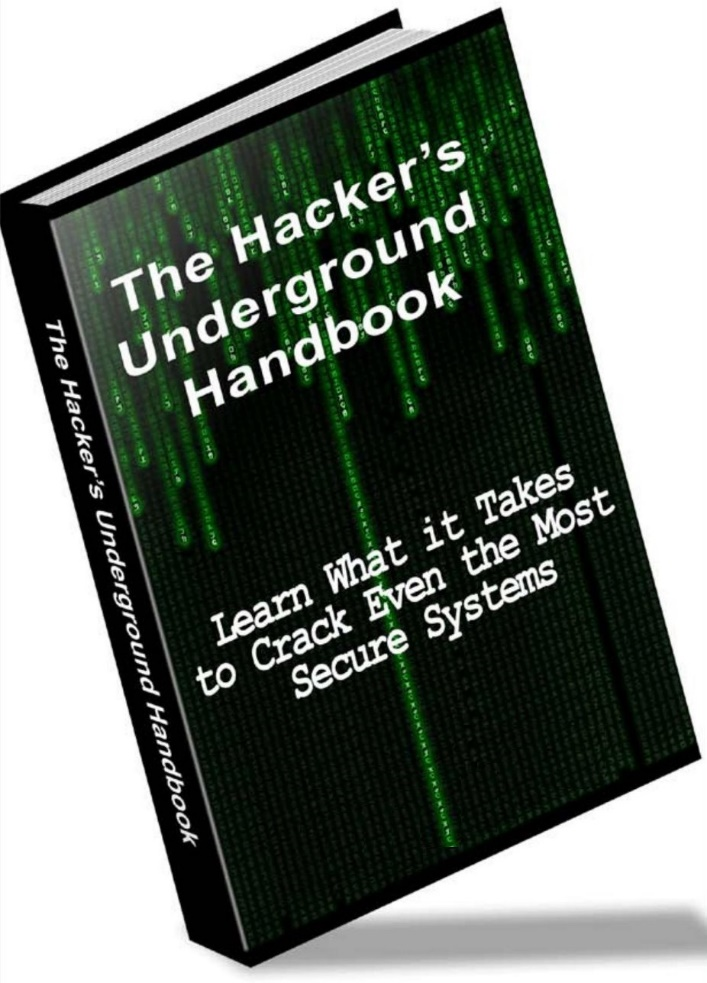 The Hacker's
Underground
Handbook
Learn What it Takes
to Crack Even the Most
Secure Systems
The Hacker's Underground Handbook